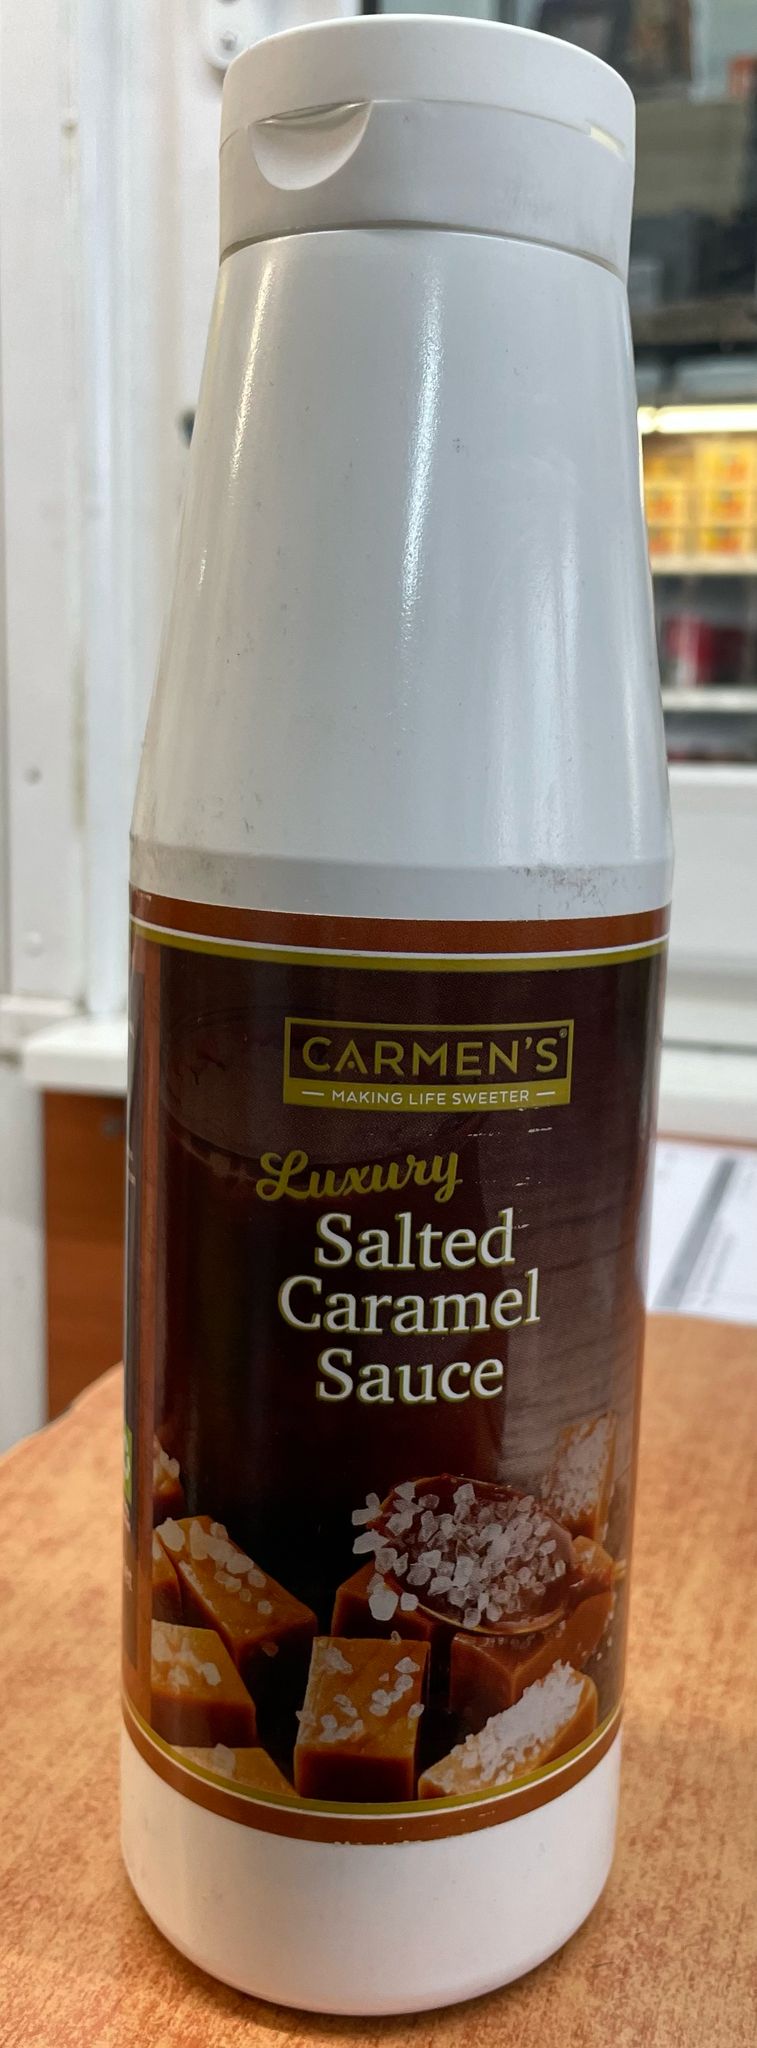 CARMEN'S®
— MAKING LIFE SWEETER —
Luxury
Salted
Caramel
Sauce